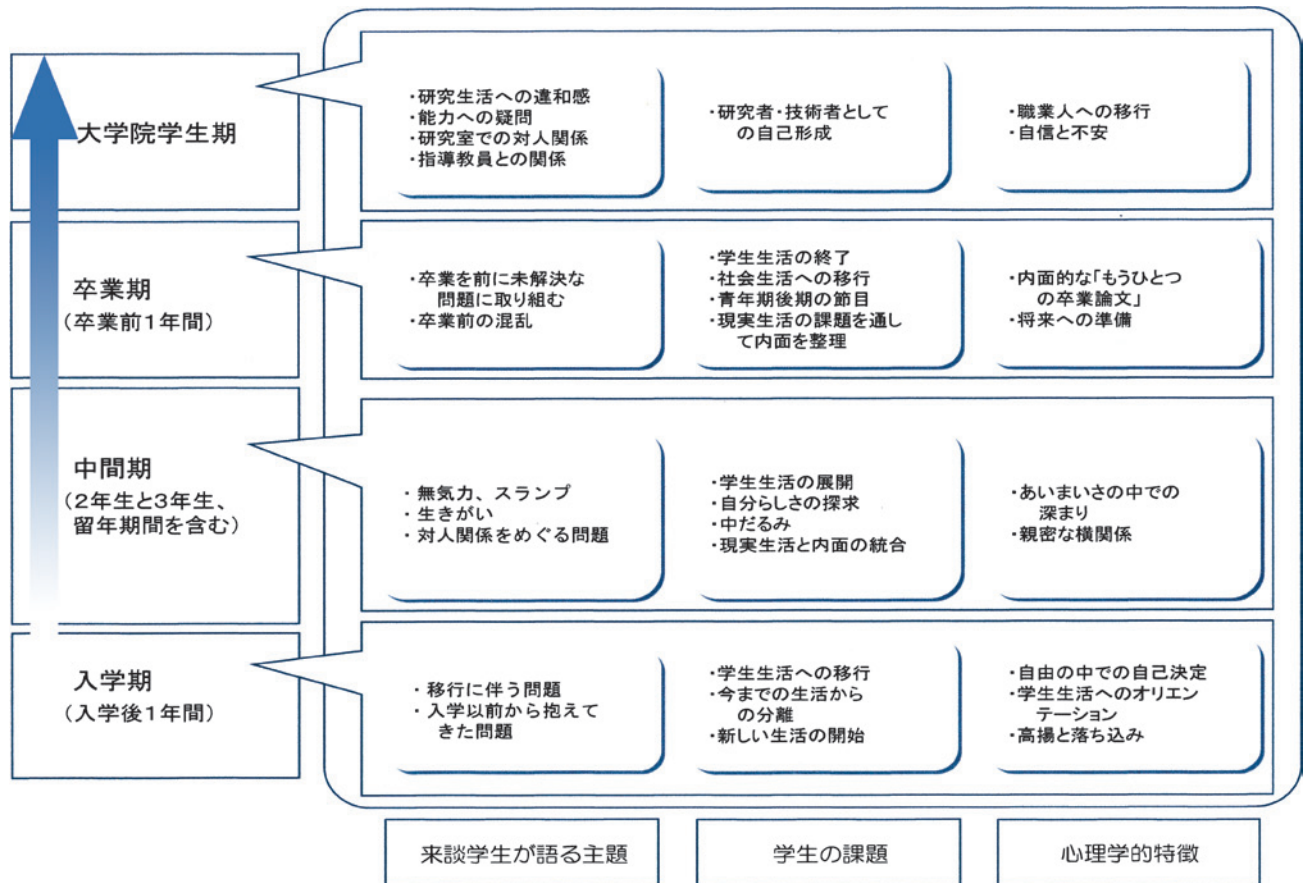 大学院学生期
・研究生活への違和感
・能力への疑問
・研究室での対人関係
・指導教員との関係
・研究者・技術者として
の自己形成
・職業人への移行
・自信と不安
卒業期
(卒業前1年間)
・卒業を前に未解決な
問題に取り組む
・卒業前の混乱
・学生生活の終了
・社会生活への移行
・青年期後期の節目
・現実生活の課題を通し
て内面を整理
・内面的な「もうひとつ
の卒業論文」
・将来への準備
中間期
(2年生と3年生、
留年期間を含む)
・無気力、スランプ
・生きがい
・対人関係をめぐる問題
・学生生活の展開
・自分らしさの探求
・中だるみ
・現実生活と内面の統合
・あいまいさの中での
深まり
・親密な横関係
入学期
(入学後1年間)
・移行に伴う問題
・入学以前から抱えて
きた問題
・学生生活への移行
・今までの生活から
の分離
・新しい生活の開始
・自由の中での自己決定
・学生生活へのオリエン
テーション
・高揚と落ち込み
来談学生が語る主題
学生の課題
心理学的特徴